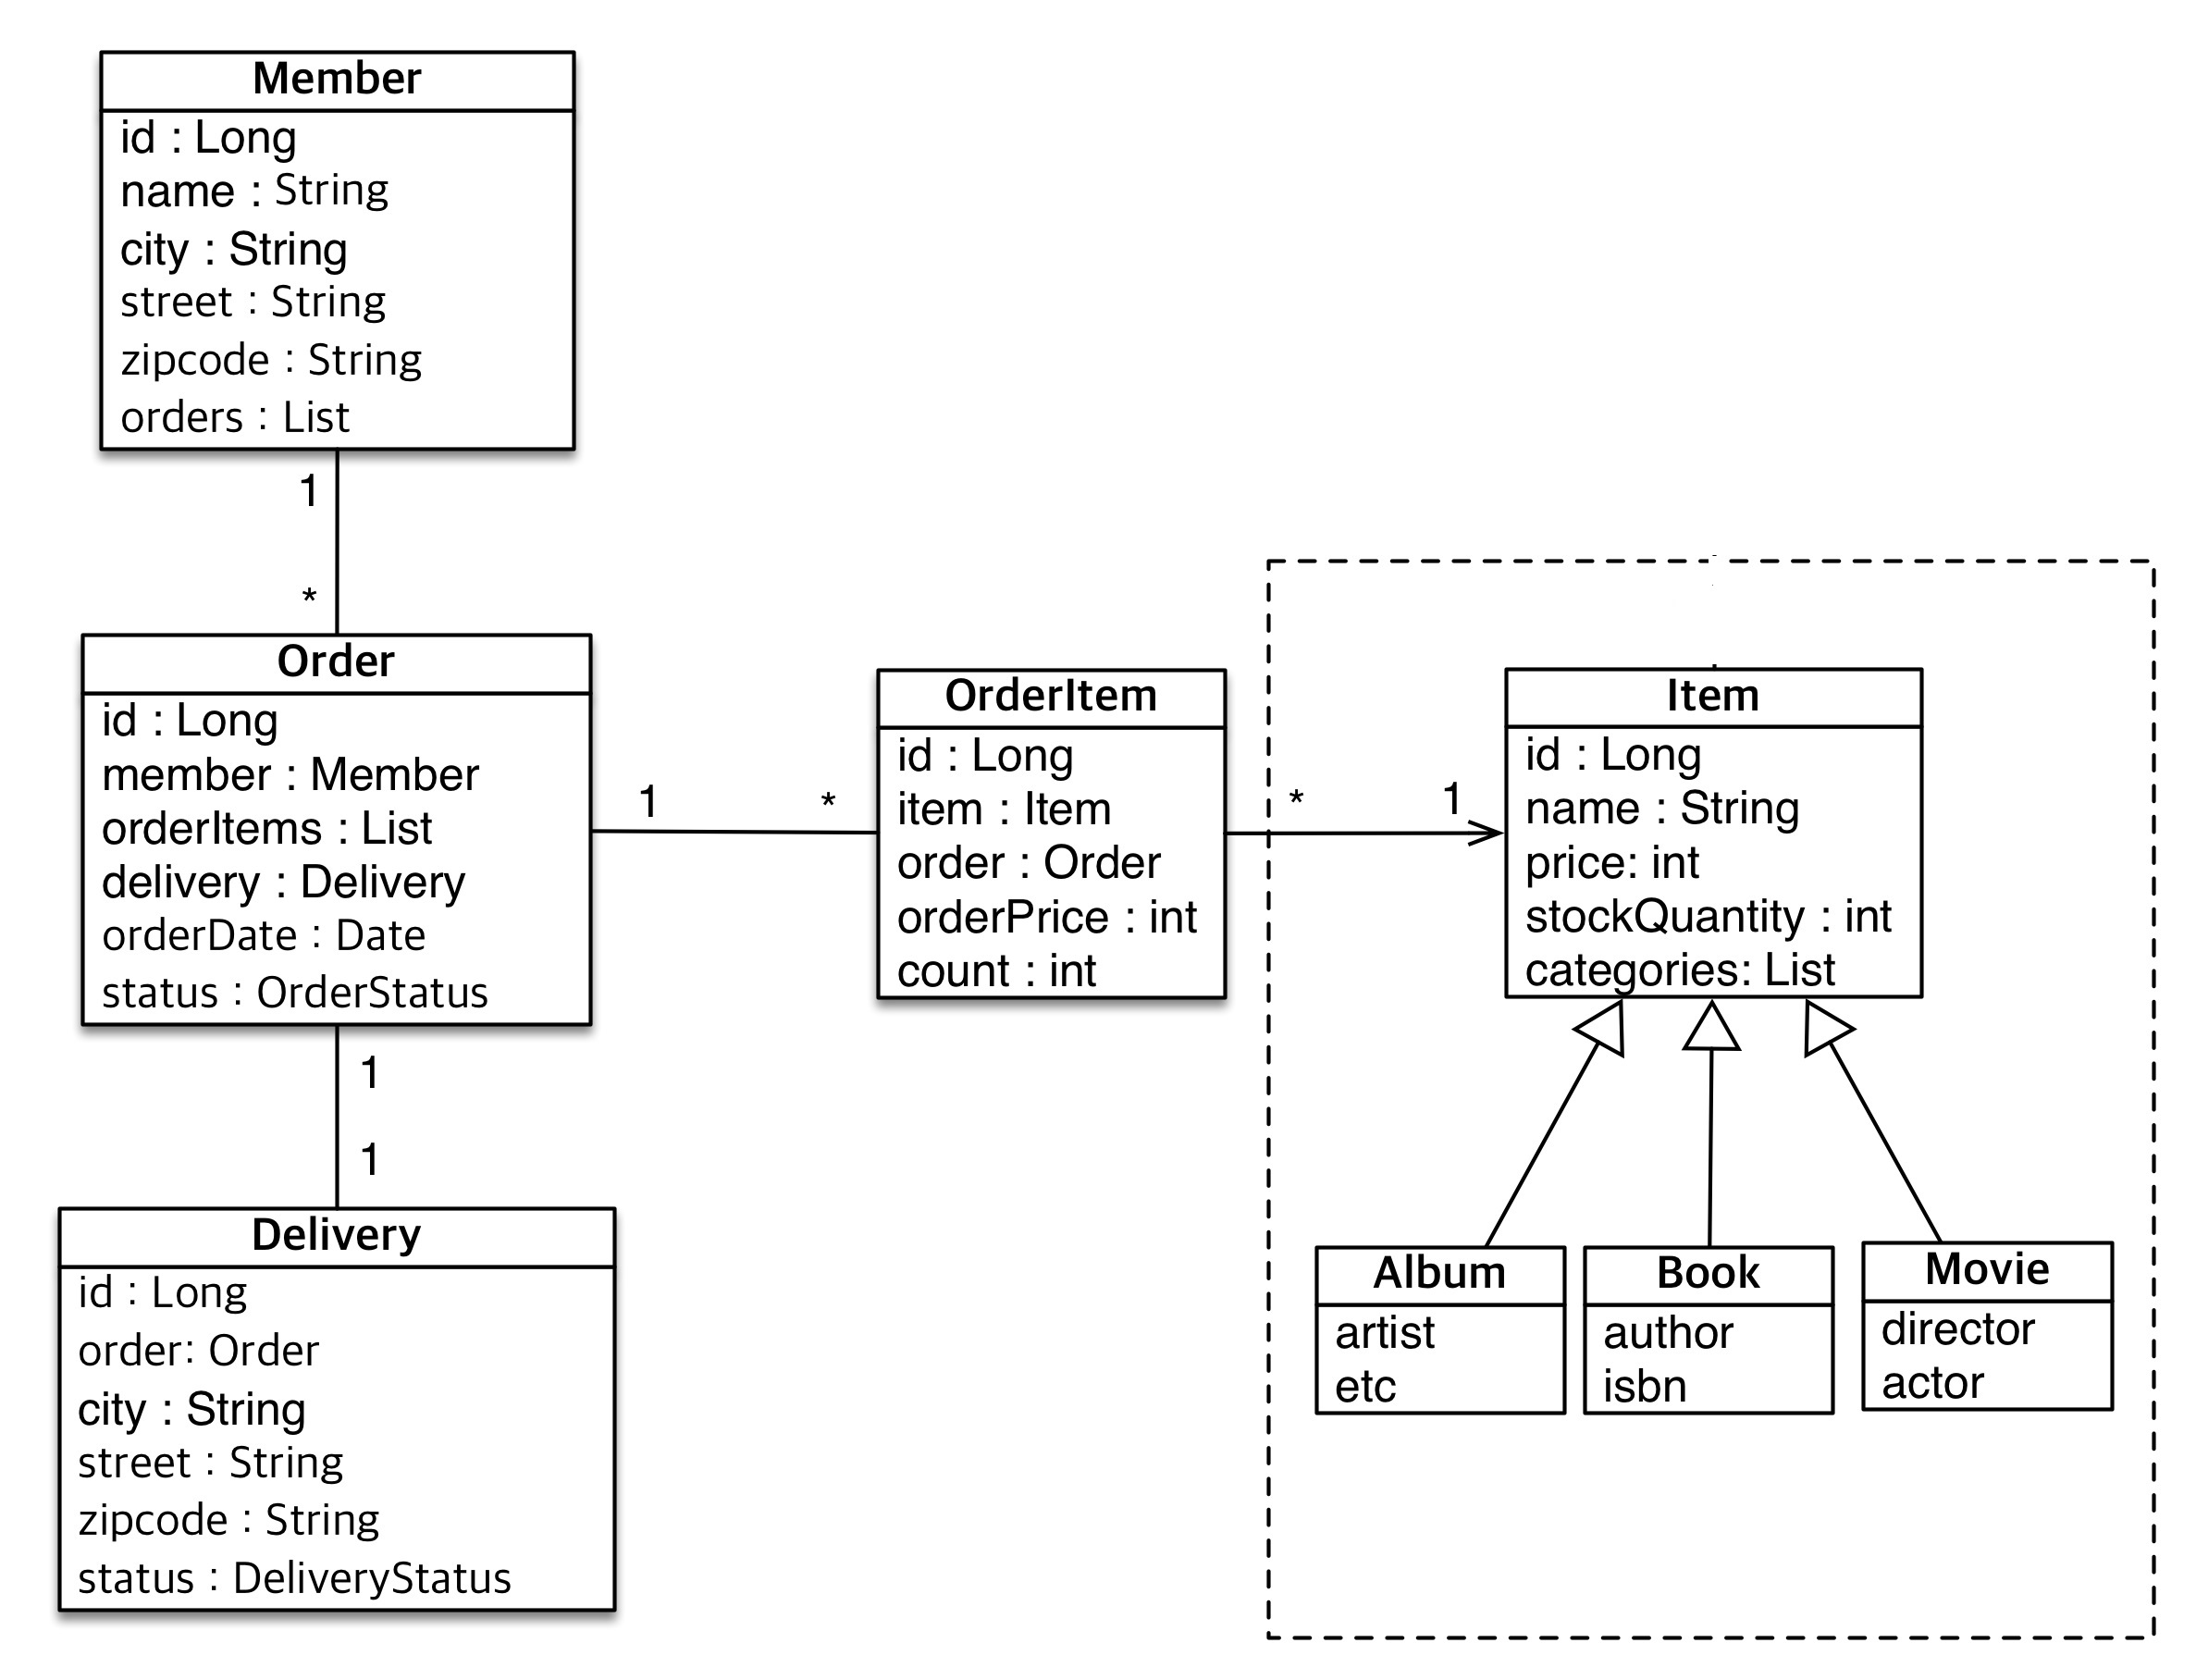 Member
id : Long
name : String
city : String
street : String
zipcode : String
orders : List
1
*
Order
id : Long
member : Member
orderItems : List
delivery : Delivery
orderDate : Date
status : OrderStatus
1
*
OrderItem
id : Long
item : Item
order : Order
orderPrice : int
count : int
*
1
Item
id : Long
name : String
price: int
stockQuantity : int
categories: List
1
1
Delivery
id : Long
order: Order
city : String
street : String
zipcode : String
status : DeliveryStatus
Album
artist
etc
Book
author
isbn
Movie
director
actor